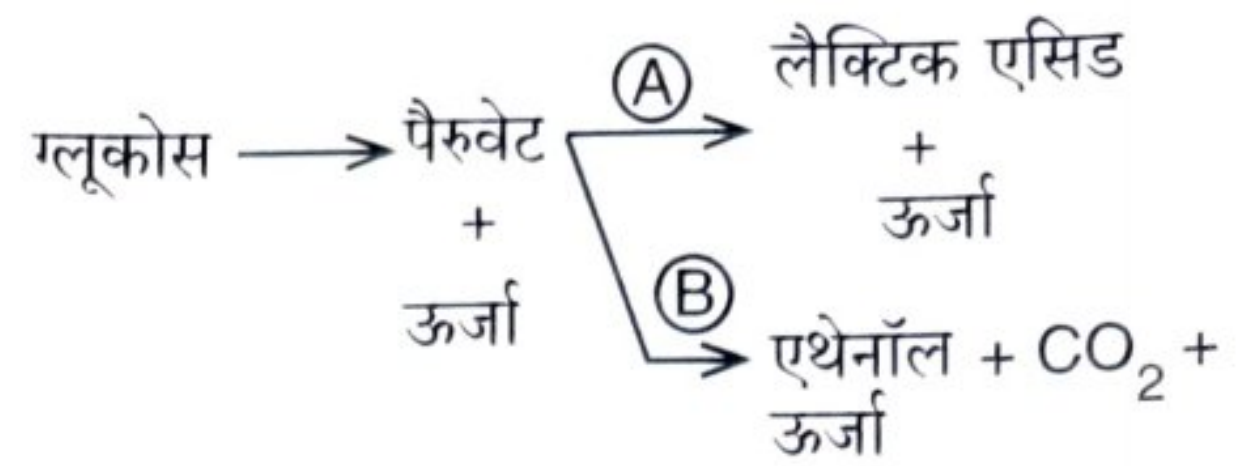 ग्लूकोस
पैरुवेट
+
ऊर्जा
A
लैक्टिक एसिड
+
ऊर्जा
B
एथेनॉल + CO₂ +
ऊर्जा